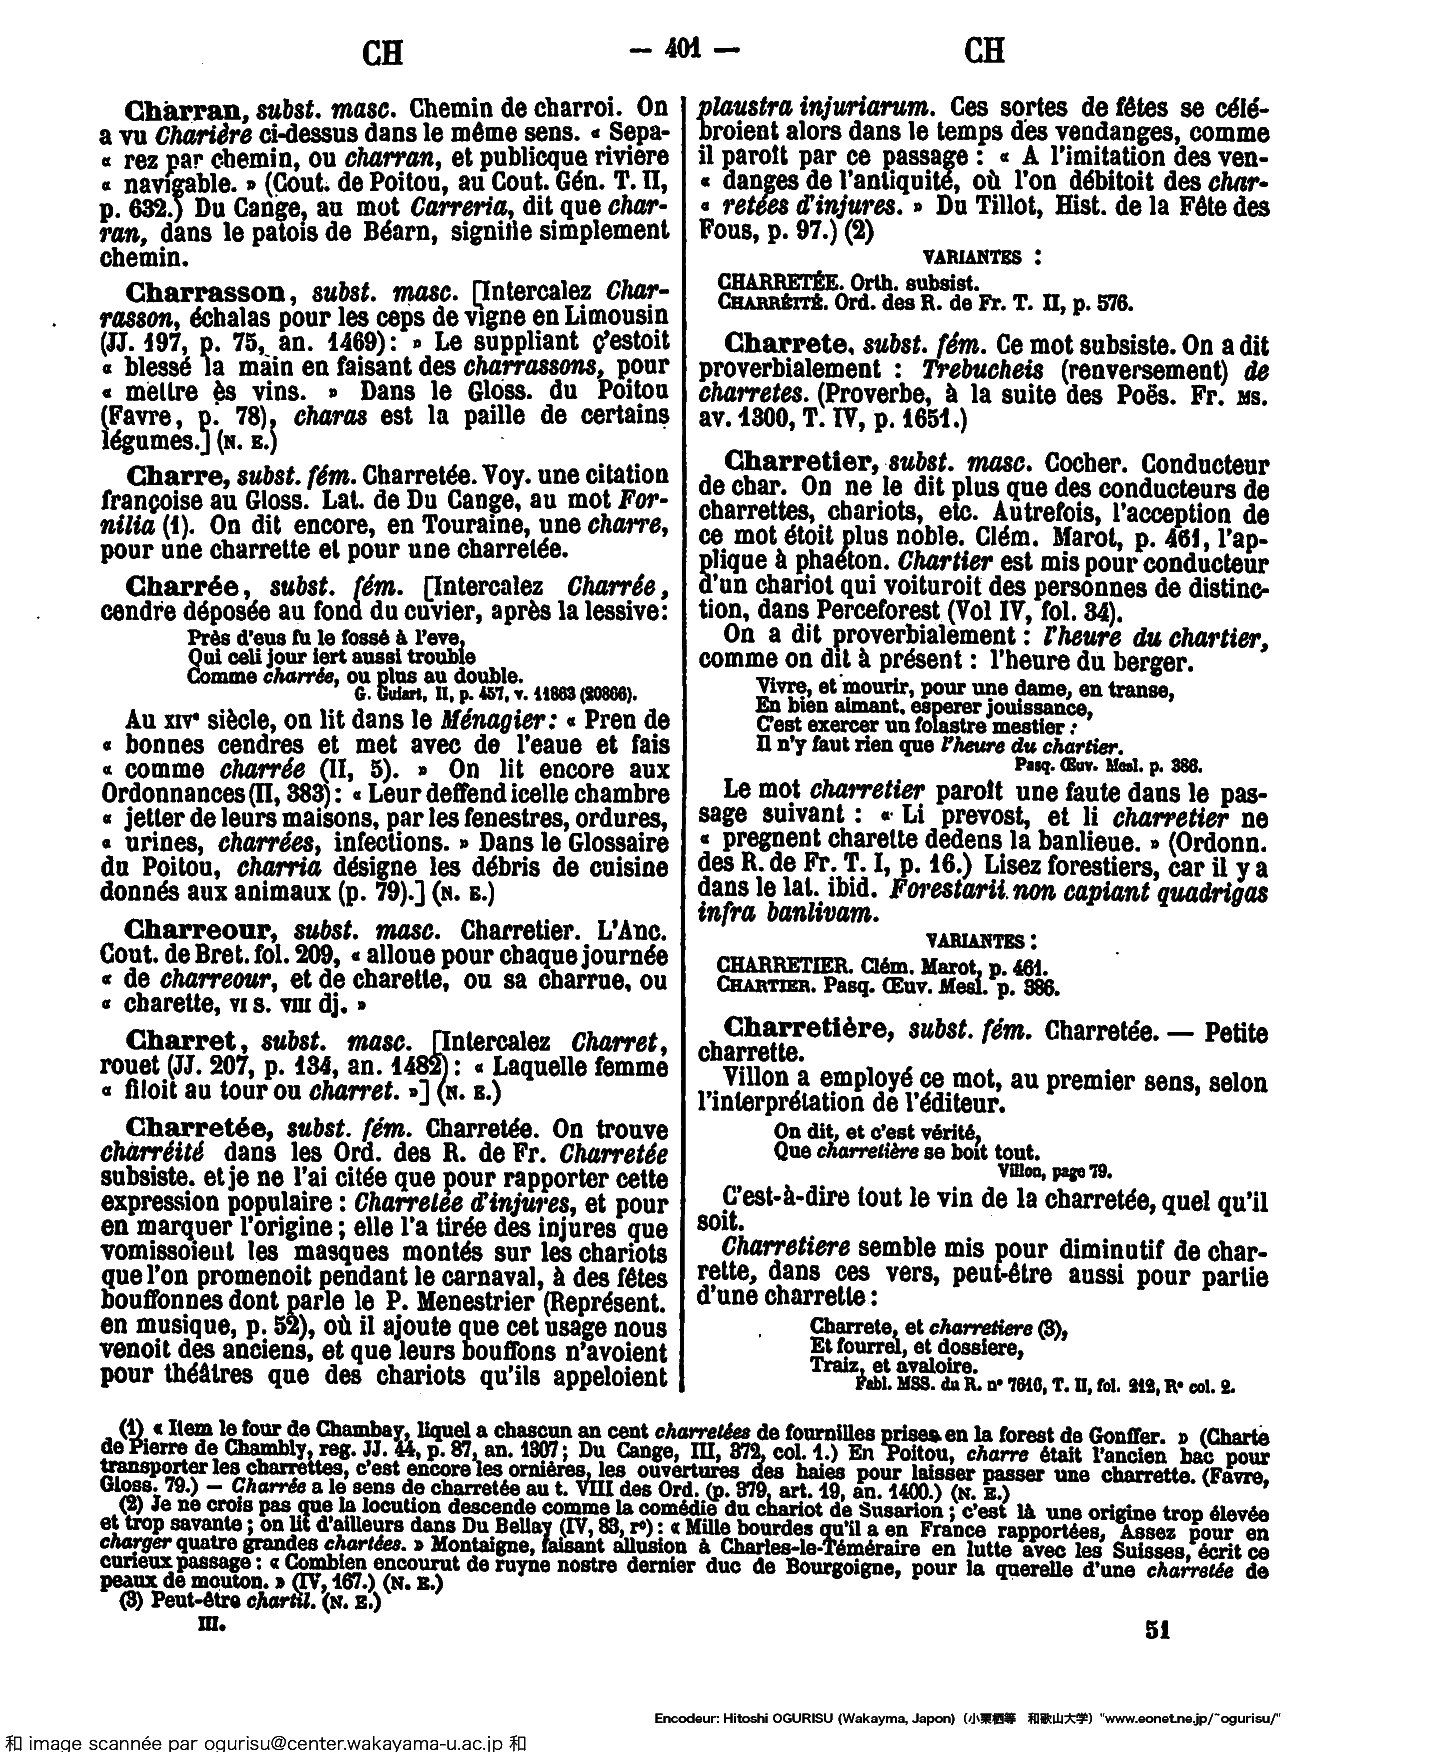 CH — 401 — CH
Charran, subst. masc. Chemin de charroi. On
a vu Charière ci-dessus dans le même sens. « Sepa-
« rez par chemin, ou charran, et publicque riviere
« navigable. » (Cout. de Poitou, au Cout. Gén. T. II,
p. 632.) Du Cange, au mot Carreria, dit que char-
ran, dans le patois de Béarn, signifie simplement
chemin.
Charrasson, subst. masc. [Intercalez Char-
rasson, échalas pour les ceps de vigne en Limousin
(JJ. 197, p. 75, an. 1469) : » Le suppliant ç'estoit
« blessé la main en faisant des charrassons, pour
« mettre ès vins. » Dans le Gloss. du Poitou
(Favre, p. 78), charas est la paille de certains
légumes.] (N. E.)
Charre, subst. fém. Charretée. Voy. une citation
françoise au Gloss. Lat. de Du Cange, au mot For-
nilia (1). On dit encore, en Touraine, une charre,
pour une charrette et pour une charretée.
Charrée, subst. fém. [Intercalez Charrée,
cendre déposée au fond du cuvier, après la lessive :
Près d'eus fu le fossé à l'eve,
Qui celi jour iert aussi trouble
Comme charrée, ou plus au double.
G. Guiart, II, p. 457, v. 11863 (20866).
Au XIVe siècle, on lit dans le Ménagier : « Pren de
« bonnes cendres et met avec de l'eaue et fais
« comme charrée (II, 5). » On lit encore aux
Ordonnances (II, 383) : « Leur deffend icelle chambre
« jetter de leurs maisons, par les fenestres, ordures,
« urines, charrées, infections. » Dans le Glossaire
du Poitou, charria désigne les débris de cuisine
donnés aux animaux (p. 79).] (N. E.)
Charreour, subst. masc. Charretier. L'Anc.
Cout. de Bret. fol. 209, « alloue pour chaque journée
« de charreour, et de charette, ou sa charrue, ou
« charette, VI s. VIII dj. »
Charret, subst. masc. [Intercalez Charret,
rouet (JJ. 207, p. 134, an. 1482) : « Laquelle femme
« filoit au tour ou charret. »] (N. E.)
Charretée, subst. fém. Charretée. On trouve
charréité dans les Ord. des R. de Fr. Charretée
subsiste. et je ne l'ai citée que pour rapporter cette
expression populaire : Charretée d'injures, et pour
en marquer l'origine ; elle l'a tirée des injures que
vomissoient les masques montés sur les chariots
que l'on promenoit pendant le carnaval, à des fêtes
bouffonnes dont parle le P. Menestrier (Représent.
en musique, p. 52), où il ajoute que cet usage nous
venoit des anciens, et que leurs bouffons n'avoient
pour théâtres que des chariots qu'ils appeloient
plaustra injuriarum. Ces sortes de fêtes se célé-
broient alors dans le temps des vendanges, comme
il paroît par ce passage : « A l'imitation des ven-
« danges de l'antiquité, où l'on débitoit des char-
« retées d'injures. » Du Tillot, Hist. de la Fête des
Fous, p. 97.) (2)
VARIANTES :
CHARRETÉE. Orth. subsist.
CHARRÉITÉ. Ord. des R. de Fr. T. II, p. 576.
Charrete, subst. fém. Ce mot subsiste. On a dit
proverbialement : Trebucheis (renversement) de
charretes. (Proverbe, à la suite des Poës. Fr. MS.
av. 1300, T. IV, p. 1651.)
Charretier, subst. masc. Cocher. Conducteur
de char. On ne le dit plus que des conducteurs de
charrettes, chariots, etc. Autrefois, l'acception de
ce mot étoit plus noble. Clém. Marot, p. 461, l'ap-
plique à phaéton. Chartier est mis pour conducteur
d'un chariot qui voituroit des personnes de distinc-
tion, dans Perceforest (Vol IV, fol. 34).
On a dit proverbialement : l'heure du chartier,
comme on dit à présent : l'heure du berger.
Vivre, et mourir, pour une dame, en transe,
En bien aimant, esperer jouissance,
C'est exercer un folastre mestier :
Il n'y faut rien que l'heure du chartier.
Pasq. Œuv. Mesl. p. 386.
Le mot charretier paroît une faute dans le pas-
sage suivant : « Li prevost, et li charretier ne
« pregnent charette dedens la banlieue. » (Ordonn.
des R. de Fr. T. I, p. 16.) Lisez forestiers, car il y a
dans le lat. ibid. Forestarii non capiant quadrigas
infra banlivam.
VARIANTES :
CHARRETIER. Clém. Marot, p. 461.
CHARTIER. Pasq. Œuv. Mesl. p. 386.
Charretière, subst. fém. Charretée. — Petite
charrette.
Villon a employé ce mot, au premier sens, selon
l'interprétation de l'éditeur.
On dit, et c'est vérité,
Que charretière se boit tout.
Villon, page 79.
C'est-à-dire tout le vin de la charretée, quel qu'il
soit.
Charretiere semble mis pour diminutif de char-
rette, dans ces vers, peut-être aussi pour partie
d'une charrette :
Charrete, et charretiere (3),
Et fourrel, et dossiere,
Traiz, et avaloire.
Fabl. MSS. du R. n° 7616, T. II, fol. 212, R° col. 2.
(1) « Item le four de Chambay, liquel a chascun an cent charretées de fournilles prises en la forest de Gonffer. » (Charte
de Pierre de Chambly, reg. JJ. 44, p. 87, an. 1307 ; Du Cange, III, 372, col. 1.) En Poitou, charre était l'ancien bac pour
transporter les charrettes, c'est encore les ornières, les ouvertures des haies pour laisser passer une charrette. (Favre,
Gloss. 79.) — Charrée a le sens de charretée au t. VIII des Ord. (p. 379, art. 19, an. 1400.) (N. E.)
(2) Je ne crois pas que la locution descende comme la comédie du chariot de Susarion ; c'est là une origine trop élevée
et trop savante ; on lit d'ailleurs dans Du Bellay (IV, 83, r°) : « Mille bourdes qu'il a en France rapportées, Assez pour en
charger quatre grandes chartées. » Montaigne, faisant allusion à Charles-le-Téméraire en lutte avec les Suisses, écrit ce
curieux passage : « Combien encourut de ruyne nostre dernier duc de Bourgoigne, pour la querelle d'une charretée de
peaux de mouton. » (IV, 167.) (N. E.)
(3) Peut-être chartil. (N. E.)
III. 51
Encodeur: Hitoshi OGURISU (Wakayma, Japon) (小栗栖等 和歌山大学) "www.eonet.ne.jp/~ogurisu/"
和 image scannée par ogurisu@center.wakayama-u.ac.jp 和